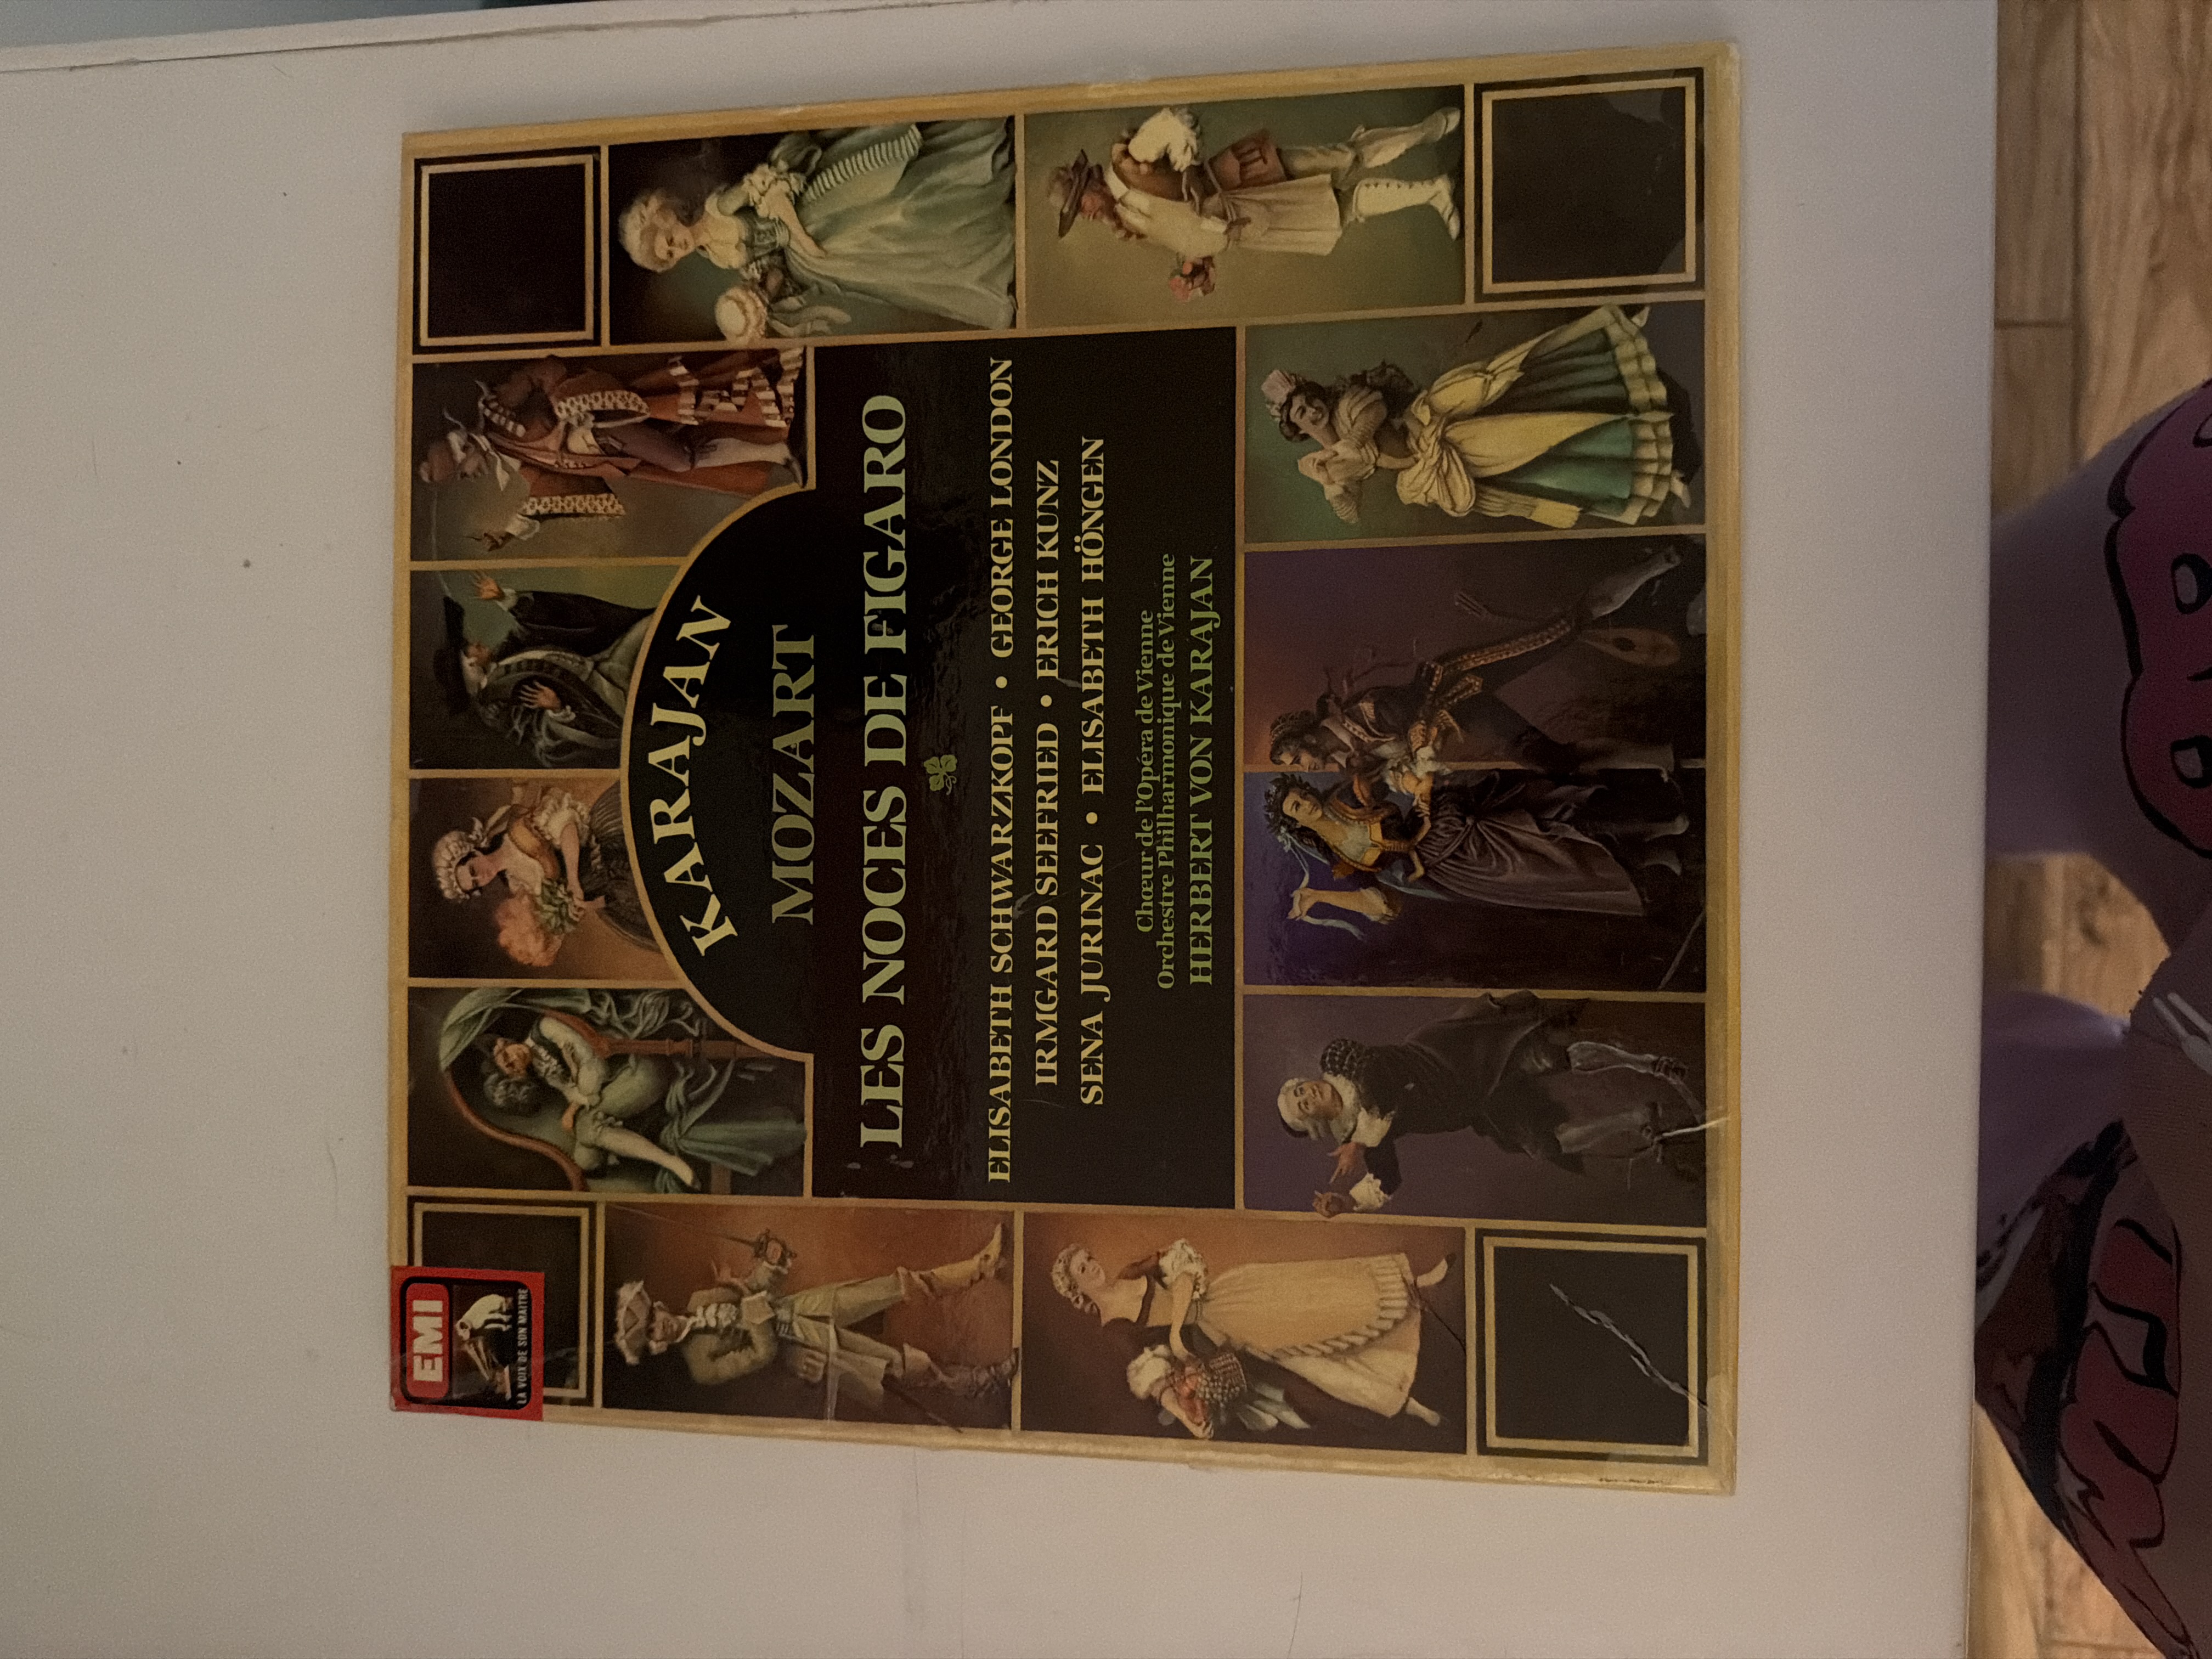 EMI
LA VOIX DE SON MAITRE
KARAJAN
MOZART
LES NOCES DE FIGARO
ELISABETH SCHWARZKOPF • GEORGE LONDON
IRMGARD SEEFRIED • ERICH KUNZ
SENA JURINAC • ELISABETH HÖNGEN
Chœur de l'Opéra de Vienne
Orchestre Philharmonique de Vienne
HERBERT VON KARAJAN